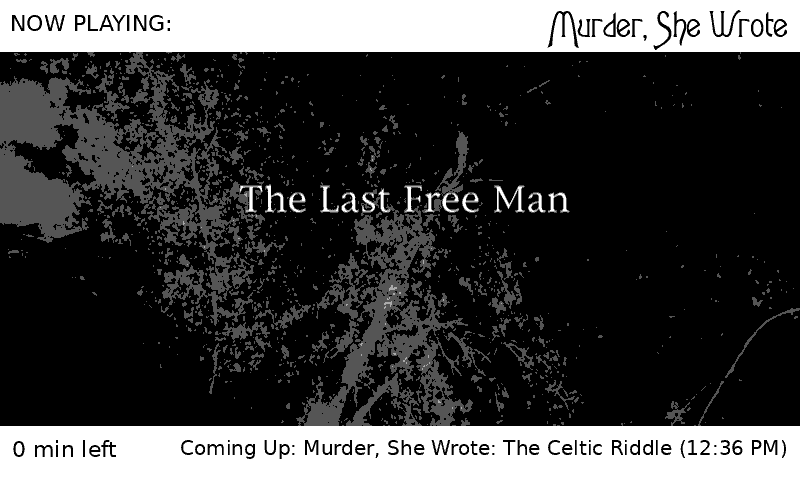 NOW PLAYING:
Murder, She Wrote
The Last Free Man
0 min left
Coming Up: Murder, She Wrote: The Celtic Riddle (12:36 PM)